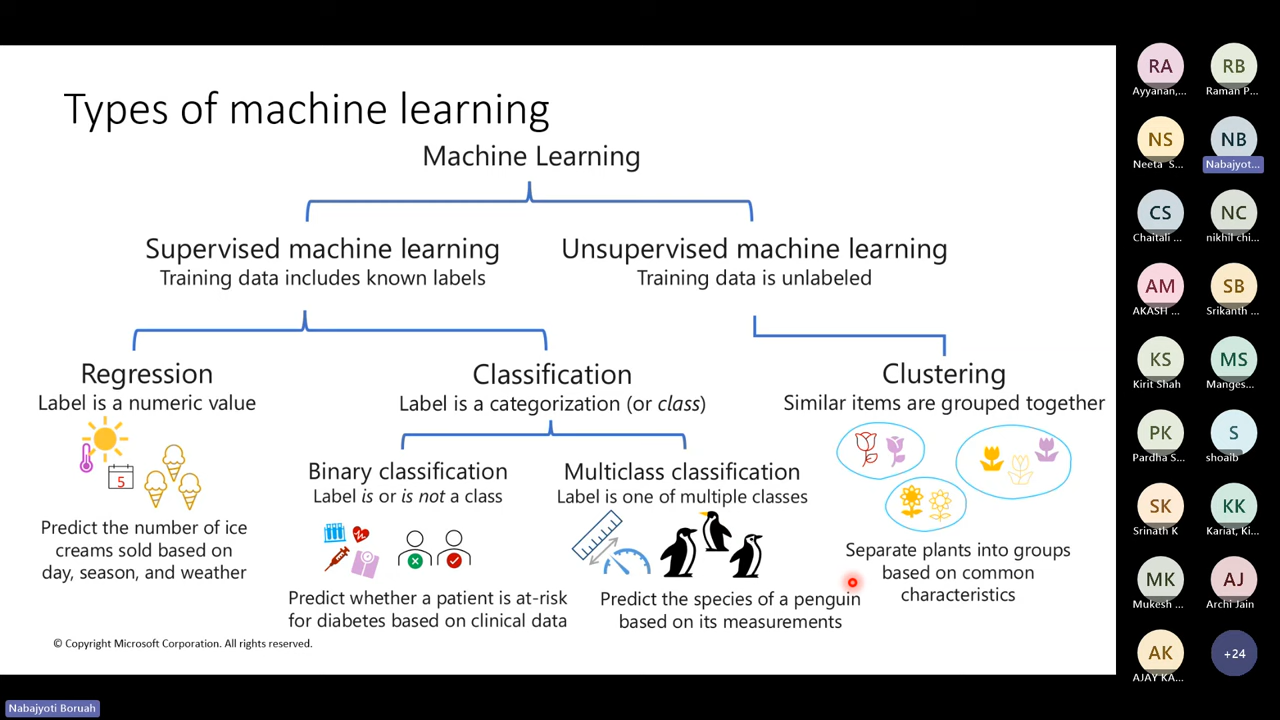 Types of machine learning
Machine Learning
Supervised machine learning
Training data includes known labels
Unsupervised machine learning
Training data is unlabeled
Regression
Label is a numeric value
5
Predict the number of ice
creams sold based on
day, season, and weather
Classification
Label is a categorization (or class)
Binary classification
Label is or is not a class
Predict whether a patient is at-risk
for diabetes based on clinical data
Multiclass classification
Label is one of multiple classes
Predict the species of a penguin
based on its measurements
Clustering
Similar items are grouped together
Separate plants into groups
based on common
characteristics
© Copyright Microsoft Corporation. All rights reserved.
RA
Ayyanan,...
RB
Raman P...
NS
Neeta S...
NB
Nabajyot...
CS
Chaitali ...
NC
nikhil chi...
AM
AKASH ...
SB
Srikanth ...
KS
Kirit Shah
MS
Manges...
PK
Pardha S...
S
shoaib
SK
Srinath K
KK
Kariat, Ki...
MK
Mukesh ...
AJ
Archi Jain
AK
AJAY KA...
+24
Nabajyoti Boruah